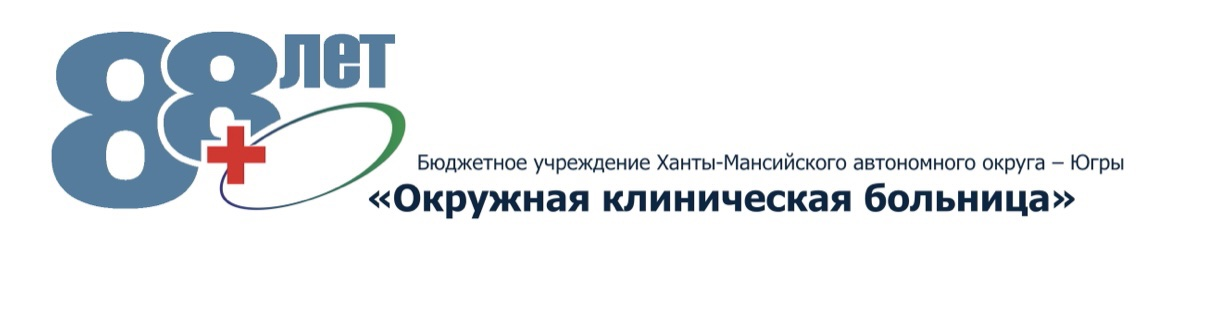 88 лет
Бюджетное учреждение Ханты-Мансийского автономного округа – Югры
«Окружная клиническая больница»